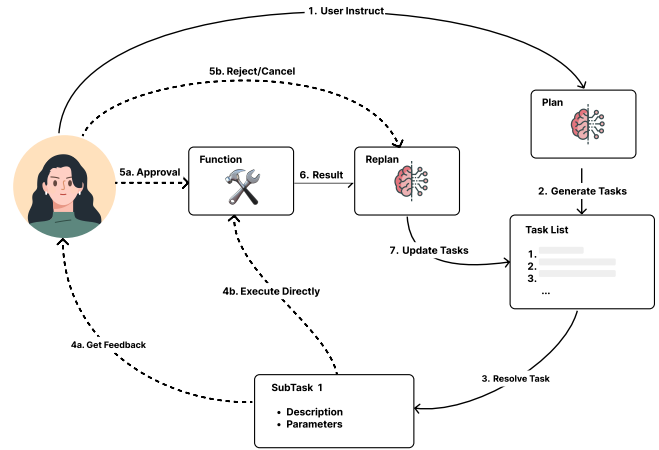 1. User Instruct
5b. Reject/Cancel
Plan
5a. Approval
Function
6. Result
Replan
2. Generate Tasks
7. Update Tasks
Task List
1.
2.
3.
...
4b. Execute Directly
4a. Get Feedback
3. Resolve Task
SubTask 1
• Description
• Parameters